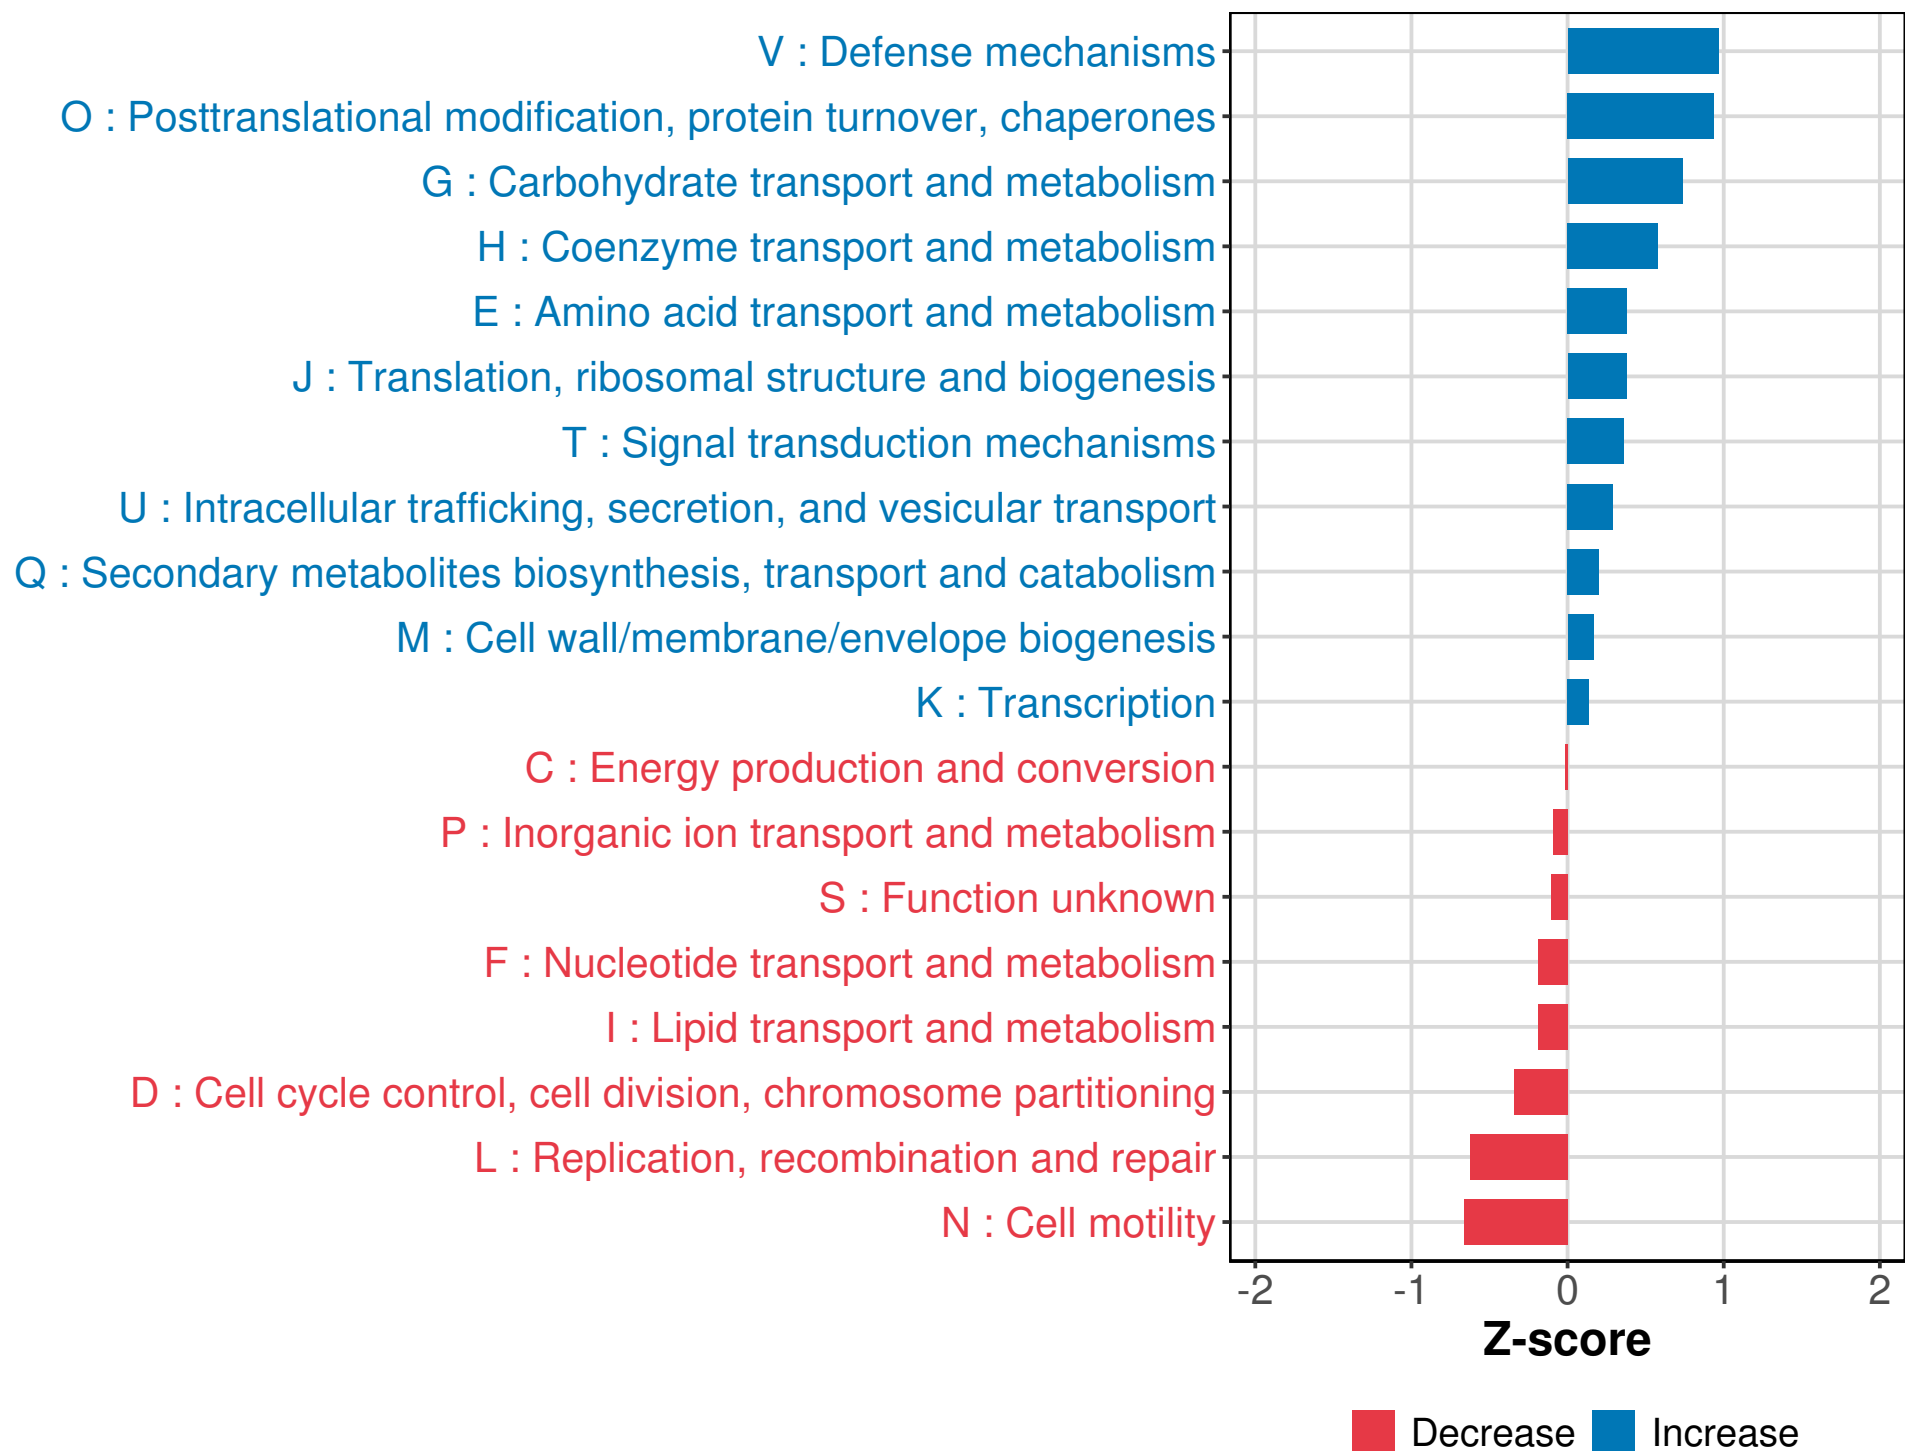 V : Defense mechanisms
O : Posttranslational modification, protein turnover, chaperones
G : Carbohydrate transport and metabolism
H : Coenzyme transport and metabolism
E : Amino acid transport and metabolism
J : Translation, ribosomal structure and biogenesis
T : Signal transduction mechanisms
U : Intracellular trafficking, secretion, and vesicular transport
Q : Secondary metabolites biosynthesis, transport and catabolism
M : Cell wall/membrane/envelope biogenesis
K : Transcription
C : Energy production and conversion
P : Inorganic ion transport and metabolism
S : Function unknown
F : Nucleotide transport and metabolism
I : Lipid transport and metabolism
D : Cell cycle control, cell division, chromosome partitioning
L : Replication, recombination and repair
N : Cell motility
-2 -1 0 1 2
Z-score
Decrease Increase